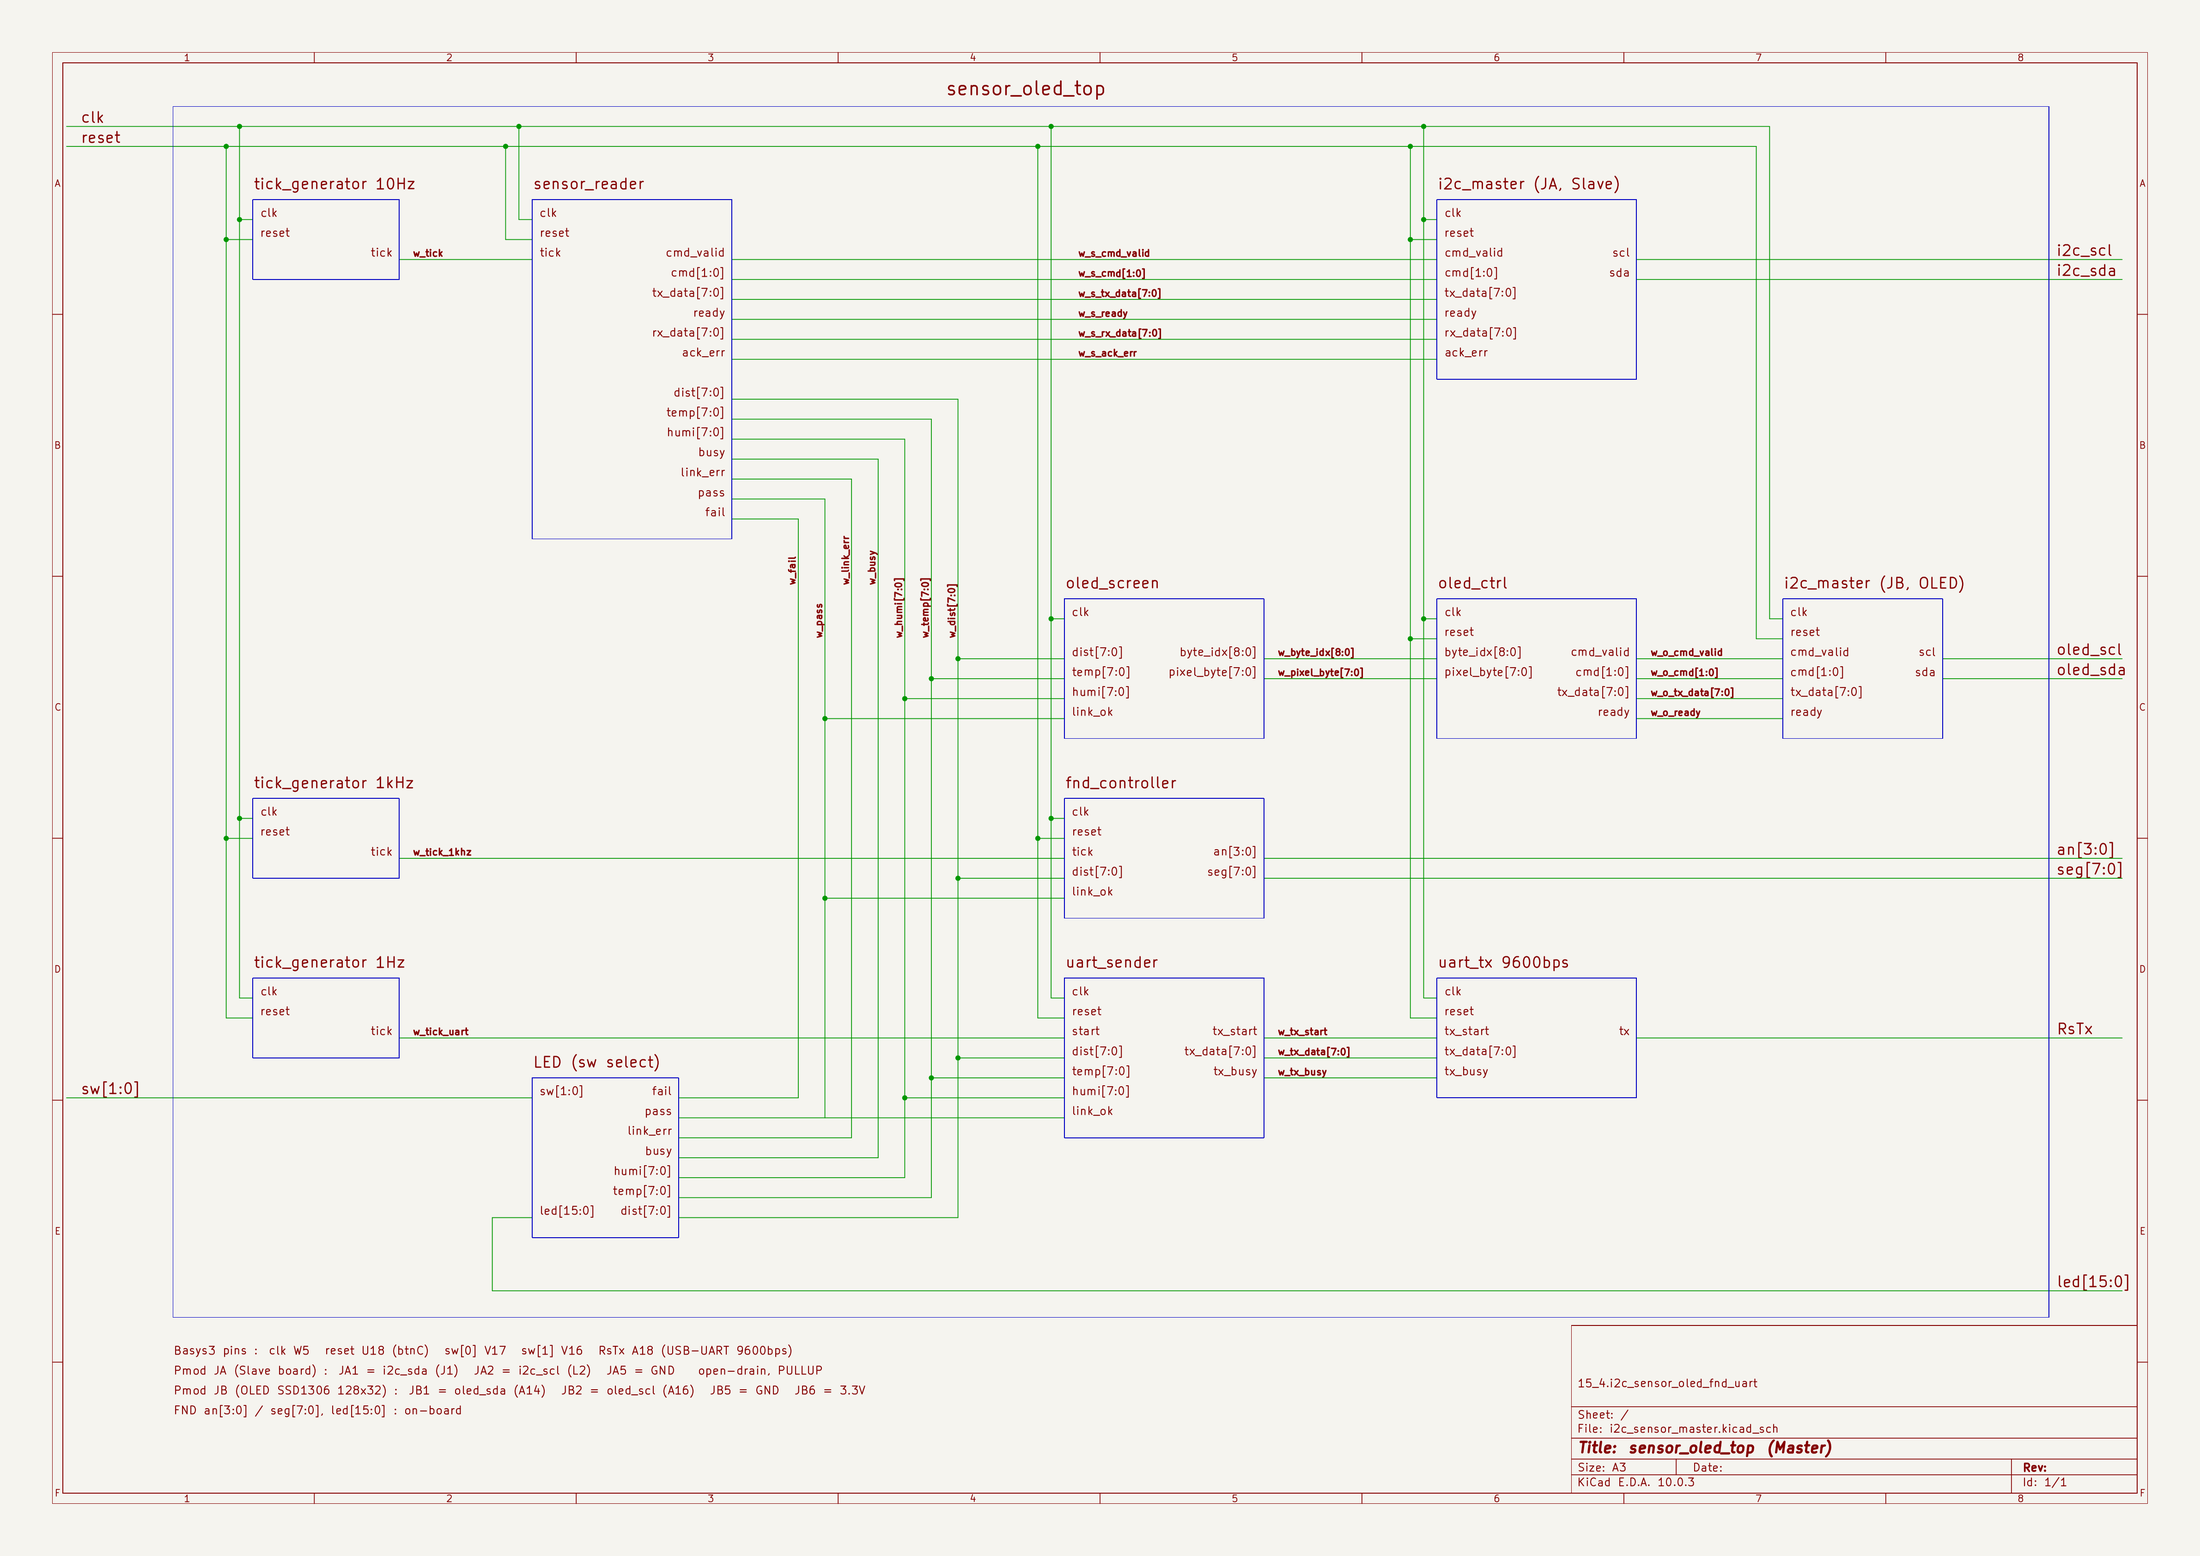 1 2 3 4 5 6 7 8
sensor_oled_top
clk
reset
A
tick_generator 10Hz
clk
reset
tick
w_tick
sensor_reader
clk
reset
tick
cmd_valid
cmd[1:0]
tx_data[7:0]
ready
rx_data[7:0]
ack_err
dist[7:0]
temp[7:0]
humi[7:0]
busy
link_err
pass
fail
w_s_cmd_valid
w_s_cmd[1:0]
w_s_tx_data[7:0]
w_s_ready
w_s_rx_data[7:0]
w_s_ack_err
i2c_master (JA, Slave)
clk
reset
cmd_valid
cmd[1:0]
tx_data[7:0]
ready
rx_data[7:0]
ack_err
scl
sda
i2c_scl
i2c_sda
A
B
B
w_fail
w_pass
w_link_err
w_busy
w_humi[7:0]
w_temp[7:0]
w_dist[7:0]
oled_screen
clk
dist[7:0]
temp[7:0]
humi[7:0]
link_ok
byte_idx[8:0]
pixel_byte[7:0]
w_byte_idx[8:0]
w_pixel_byte[7:0]
oled_ctrl
clk
reset
byte_idx[8:0]
pixel_byte[7:0]
cmd_valid
cmd[1:0]
tx_data[7:0]
ready
w_o_cmd_valid
w_o_cmd[1:0]
w_o_tx_data[7:0]
w_o_ready
i2c_master (JB, OLED)
clk
reset
cmd_valid
cmd[1:0]
tx_data[7:0]
ready
scl
sda
oled_scl
oled_sda
C
C
tick_generator 1kHz
clk
reset
tick
w_tick_1khz
fnd_controller
clk
reset
tick
dist[7:0]
link_ok
an[3:0]
seg[7:0]
an[3:0]
seg[7:0]
D
D
tick_generator 1Hz
clk
reset
tick
w_tick_uart
uart_sender
clk
reset
start
dist[7:0]
temp[7:0]
humi[7:0]
link_ok
tx_start
tx_data[7:0]
tx_busy
w_tx_start
w_tx_data[7:0]
w_tx_busy
uart_tx 9600bps
clk
reset
tx_start
tx_data[7:0]
tx_busy
tx
RsTx
sw[1:0]
LED (sw select)
sw[1:0]
led[15:0]
fail
pass
link_err
busy
humi[7:0]
temp[7:0]
dist[7:0]
E
E
led[15:0]
Basys3 pins : clk W5 reset U18 (btnC) sw[0] V17 sw[1] V16 RsTx A18 (USB-UART 9600bps)
Pmod JA (Slave board) : JA1 = i2c_sda (J1) JA2 = i2c_scl (L2) JA5 = GND open-drain, PULLUP
Pmod JB (OLED SSD1306 128x32) : JB1 = oled_sda (A14) JB2 = oled_scl (A16) JB5 = GND JB6 = 3.3V
FND an[3:0] / seg[7:0], led[15:0] : on-board
15_4.i2c_sensor_oled_fnd_uart
Sheet: /
File: i2c_sensor_master.kicad_sch
Title: sensor_oled_top (Master)
Size: A3 Date: Rev:
KiCad E.D.A. 10.0.3 Id: 1/1
F
F
1 2 3 4 5 6 7 8